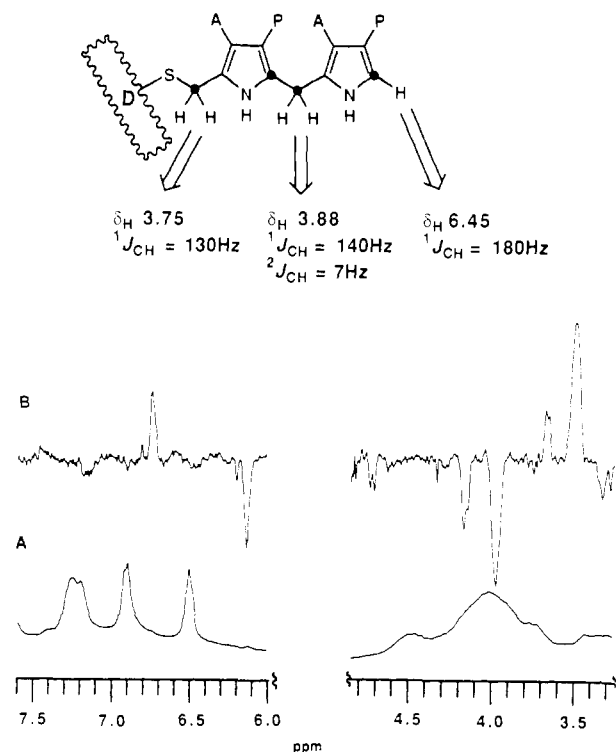 A P A P
D S N H N H H
H H H H
δH 3.75 δH 3.88 δH 6.45
¹JCH = 130Hz ¹JCH = 140Hz ¹JCH = 180Hz
²JCH = 7Hz
B
A
7.5 7.0 6.5 6.0 4.5 4.0 3.5
ppm